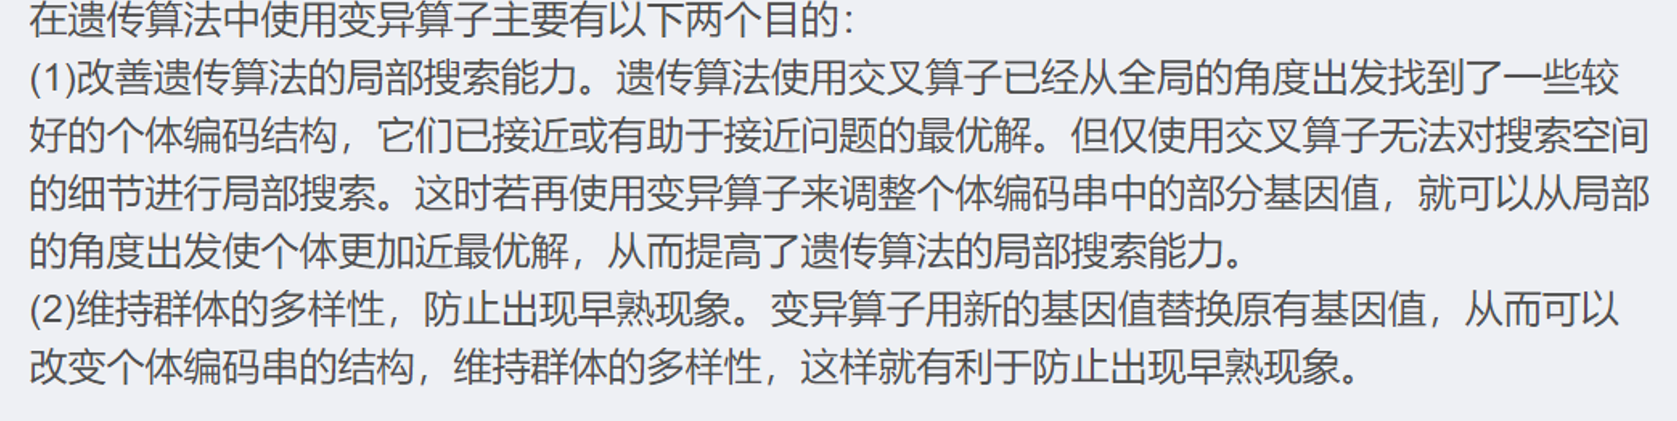 在遗传算法中使用变异算子主要有以下两个目的：
(1)改善遗传算法的局部搜索能力。遗传算法使用交叉算子已经从全局的角度出发找到了一些较
好的个体编码结构，它们已接近或有助于接近问题的最优解。但仅使用交叉算子无法对搜索空间
的细节进行局部搜索。这时若再使用变异算子来调整个体编码串中的部分基因值，就可以从局部
的角度出发使个体更加近最优解，从而提高了遗传算法的局部搜索能力。
(2)维持群体的多样性，防止出现早熟现象。变异算子用新的基因值替换原有基因值，从而可以
改变个体编码串的结构，维持群体的多样性，这样就有利于防止出现早熟现象。